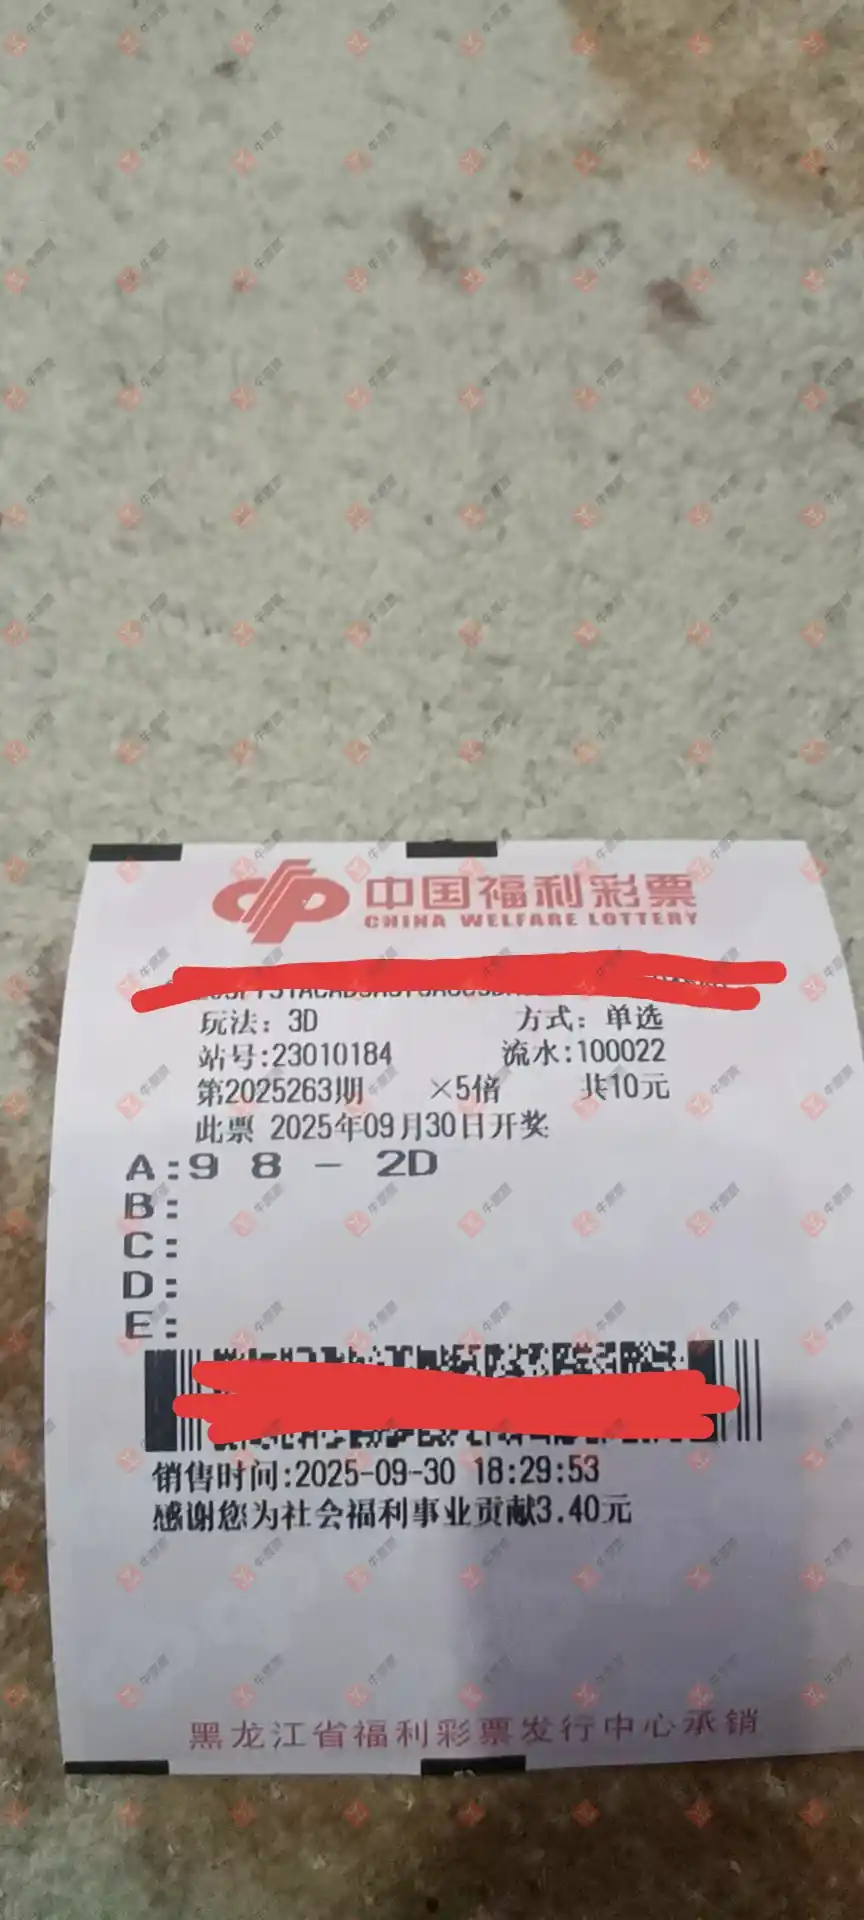 中国福利彩票
CHINA WELFARE LOTTERY
玩法: 3D 方式: 单选
站号:23010184 流水:100022
第2025263期 ×5倍 共10元
此票 2025年09月30日开奖
A:9 8 - 2D
B:
C:
D:
E:
销售时间:2025-09-30 18:29:53
感谢您为社会福利事业贡献3.40元
黑龙江省福利彩票发行中心承销